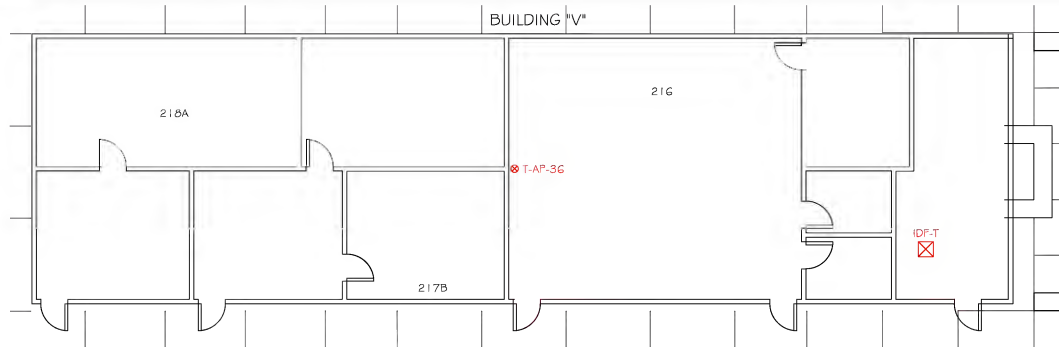 BUILDING "V"
216
218A
T-AP-36
IDF-T
217B